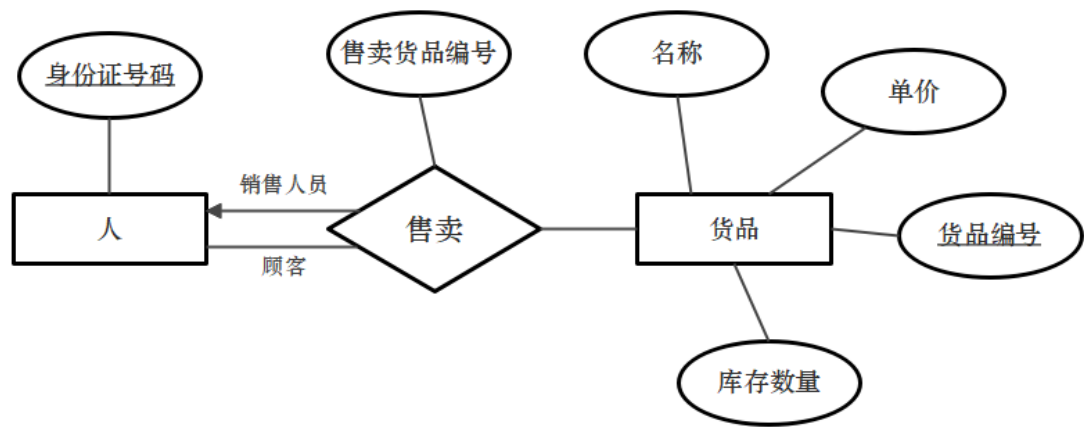 身份证号码
售卖货品编号
名称
单价
销售人员
人
售卖
货品
货品编号
顾客
库存数量